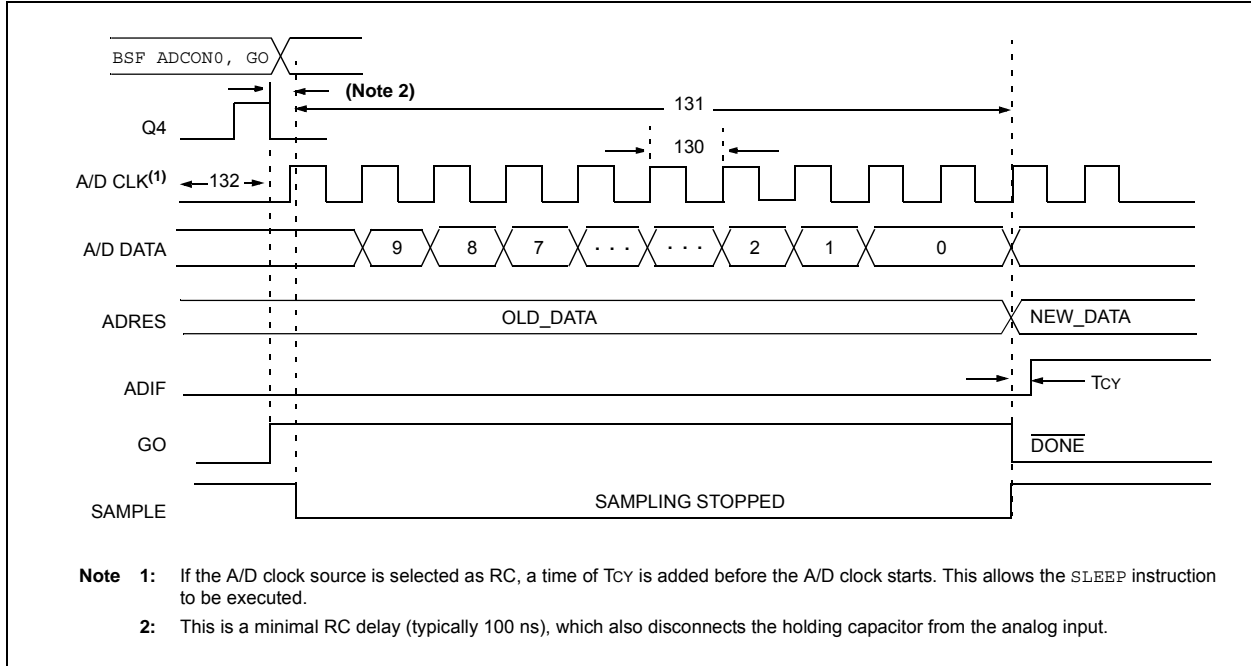 BSF ADCON0, GO
(Note 2)
131
Q4
130
A/D CLK(1)
132
A/D DATA
9 8 7 . . . . . . 2 1 0
ADRES
OLD_DATA
NEW_DATA
ADIF
TCY
GO
DONE
SAMPLE
SAMPLING STOPPED
Note 1: If the A/D clock source is selected as RC, a time of TCY is added before the A/D clock starts. This allows the SLEEP instruction
to be executed.
2: This is a minimal RC delay (typically 100 ns), which also disconnects the holding capacitor from the analog input.